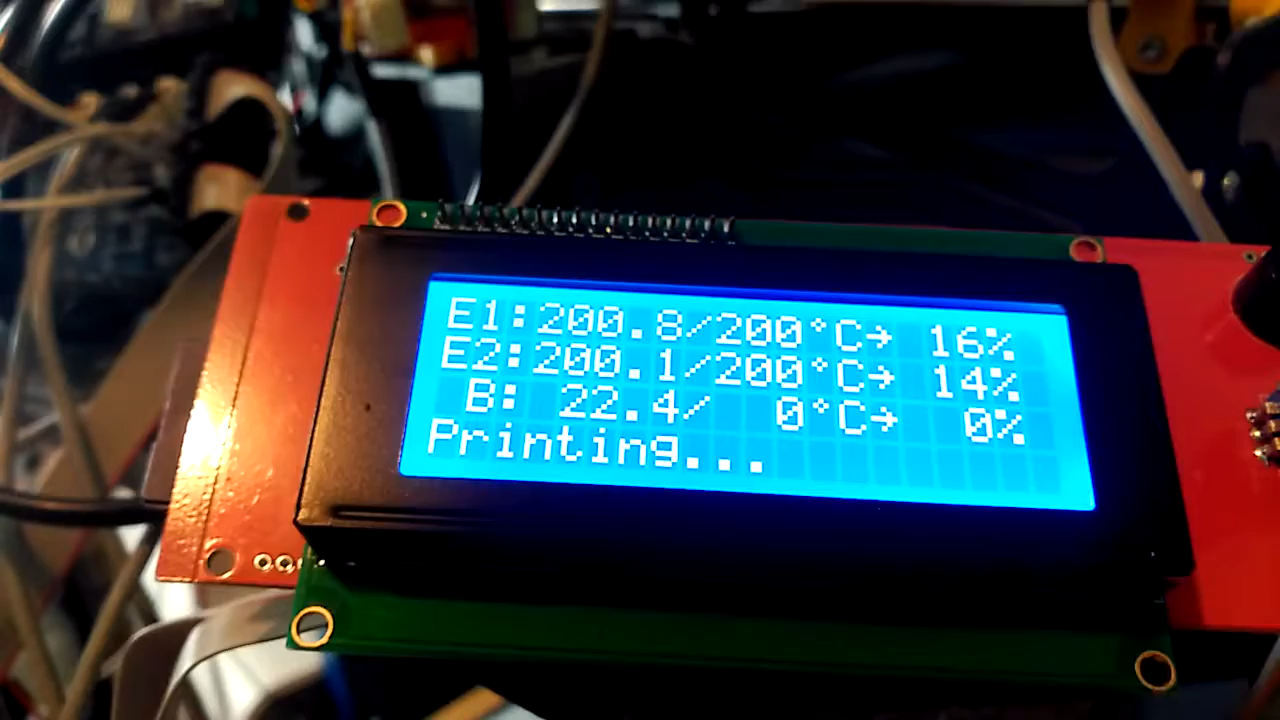 E1:200.8/200°C→ 16%
E2:200.1/200°C→ 14%
B: 22.4/ 0°C→ 0%
Printing...